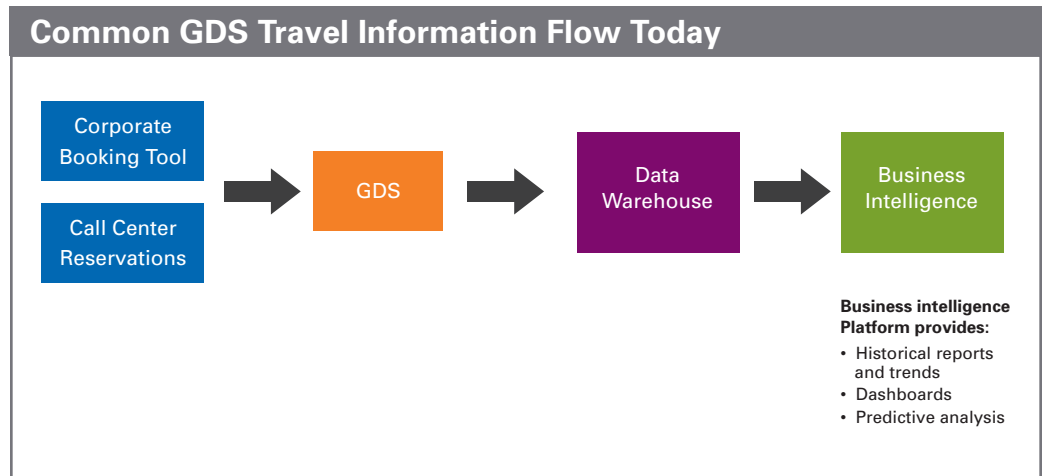 Common GDS Travel Information Flow Today
Corporate
Booking Tool
Call Center
Reservations
GDS
Data
Warehouse
Business
Intelligence
Business intelligence
Platform provides:
• Historical reports
and trends
• Dashboards
• Predictive analysis